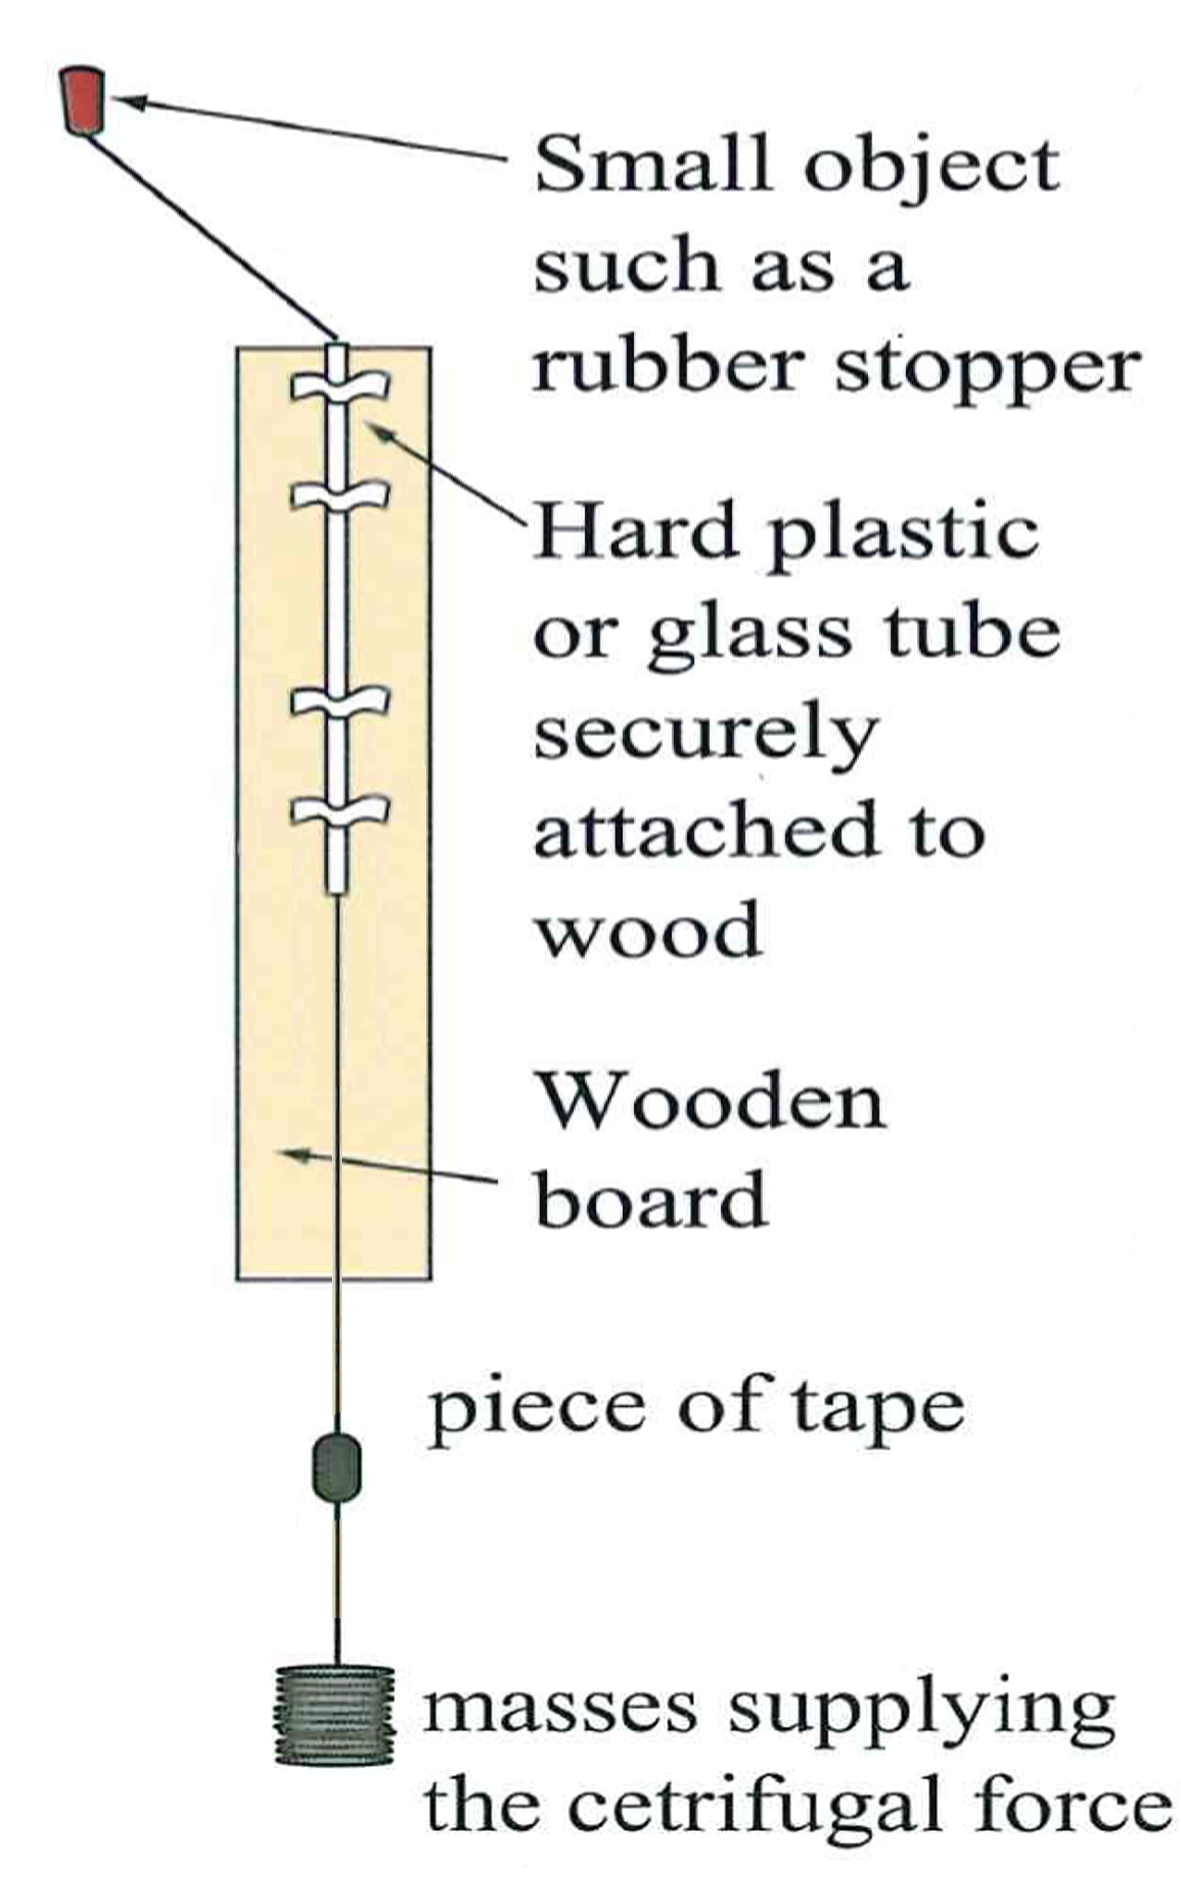 Small object
such as a
rubber stopper
Hard plastic
or glass tube
securely
attached to
wood
Wooden
board
piece of tape
masses supplying
the cetrifugal force